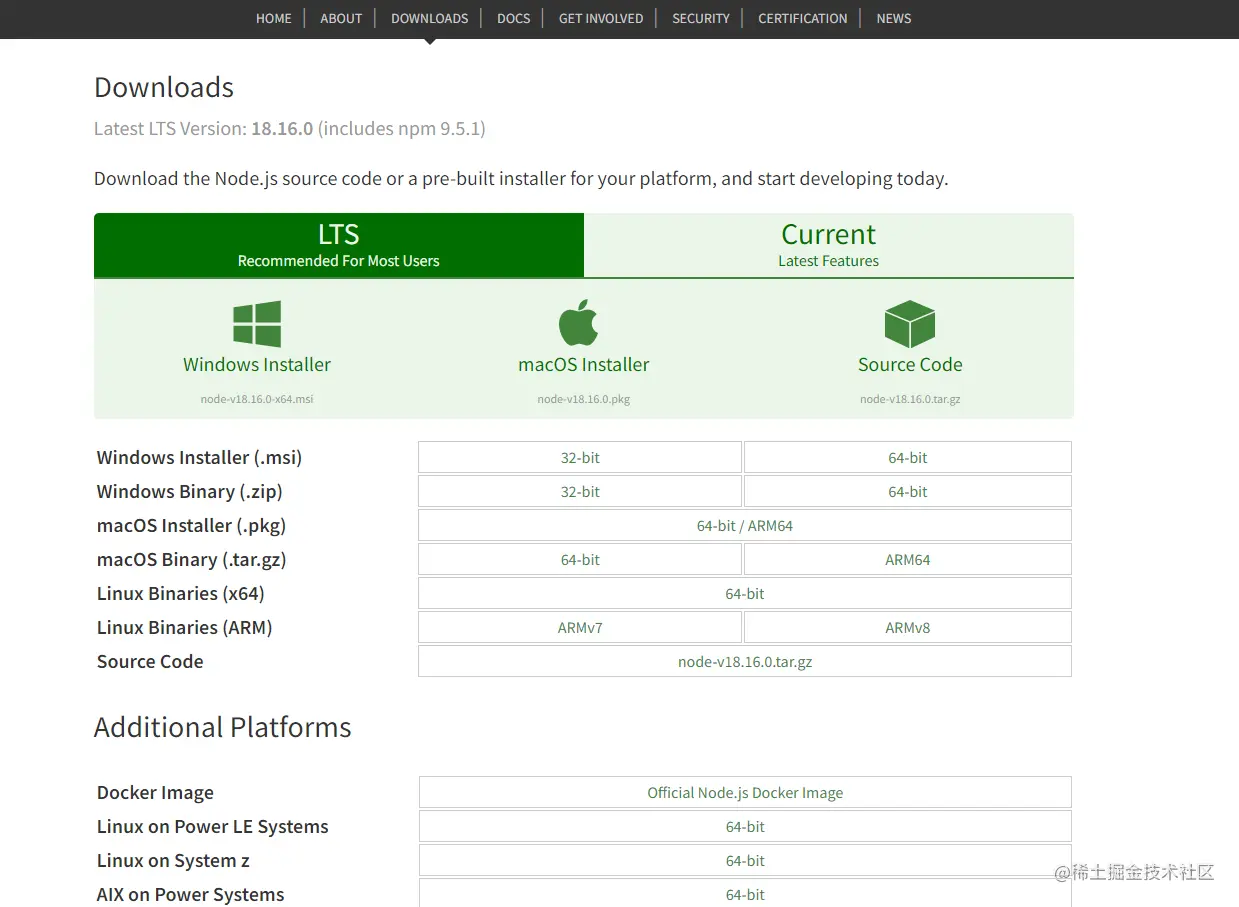 HOME ABOUT DOWNLOADS DOCS GET INVOLVED SECURITY CERTIFICATION NEWS
Downloads
Latest LTS Version: 18.16.0 (includes npm 9.5.1)
Download the Node.js source code or a pre-built installer for your platform, and start developing today.
LTS Current
Recommended For Most Users Latest Features
Windows Installer macOS Installer Source Code
node-v18.16.0-x64.msi node-v18.16.0.pkg node-v18.16.0.tar.gz
Windows Installer (.msi) 32-bit 64-bit
Windows Binary (.zip) 32-bit 64-bit
macOS Installer (.pkg) 64-bit / ARM64
macOS Binary (.tar.gz) 64-bit ARM64
Linux Binaries (x64) 64-bit
Linux Binaries (ARM) ARMv7 ARMv8
Source Code node-v18.16.0.tar.gz
Additional Platforms
Docker Image Official Node.js Docker Image
Linux on Power LE Systems 64-bit
Linux on System z 64-bit
@稀土掘金技术社区
AIX on Power Systems 64-bit